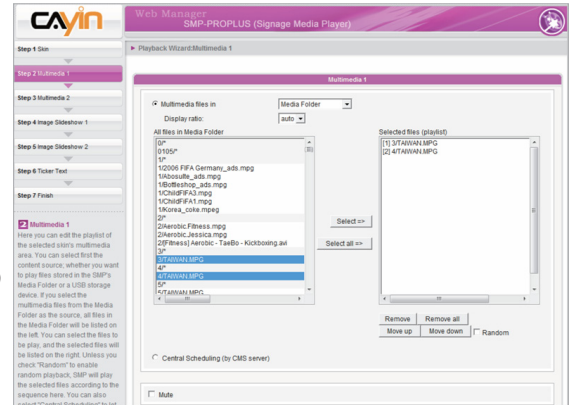 CAYIN
Web Manager
SMP-PROPLUS (Signage Media Player)
Step 1 Skin
Step 2 Multimedia 1
Step 3 Multimedia 2
Step 4 Image Slideshow 1
Step 5 Image Slideshow 2
Step 6 Ticker Text
Step 7 Finish
2 Multimedia 1
Here you can edit the playlist of
the selected skin's multimedia
area. You can select first the
content source; whether you want
to play files stored in the SMP's
Media Folder or a USB storage
device. If you select the
multimedia files from the Media
Folder as the source, all files in
the Media Folder will be listed on
the left. You can select the files to
be play, and the selected files will
be listed on the right. Unless you
check "Random" to enable
random playback, SMP will play
the selected files according to the
sequence here. You can also
select "Central Scheduling" to let
Playback Wizard:Multimedia 1
Multimedia 1
Multimedia files in
Media Folder
Display ratio:
auto
All files in Media Folder
0/*
0105/*
1/*
1/2006 FIFA Germany_ads.mpg
1/Abosulte_ads.mpg
1/Bottleshop_ads.mpg
1/ChildFIFA3.mpg
1/ChildFiFA1.mpg
1/Korea_coke.mpeg
2/*
2/Aerobic.Fitness.mpg
2/Aerobic.Jessica.mpg
2/[Fitness] Aerobic - TaeBo - Kickboxing.avi
3/*
3/TAIWAN.MPG
4/*
4/TAIWAN.MPG
5/*
5/TAIWAN.MPG
Select =>
Select all =>
Selected files (playlist)
[1] 3/TAIWAN.MPG
[2] 4/TAIWAN.MPG
Remove
Remove all
Move up
Move down
Random
Central Scheduling (by CMS server)
Mute